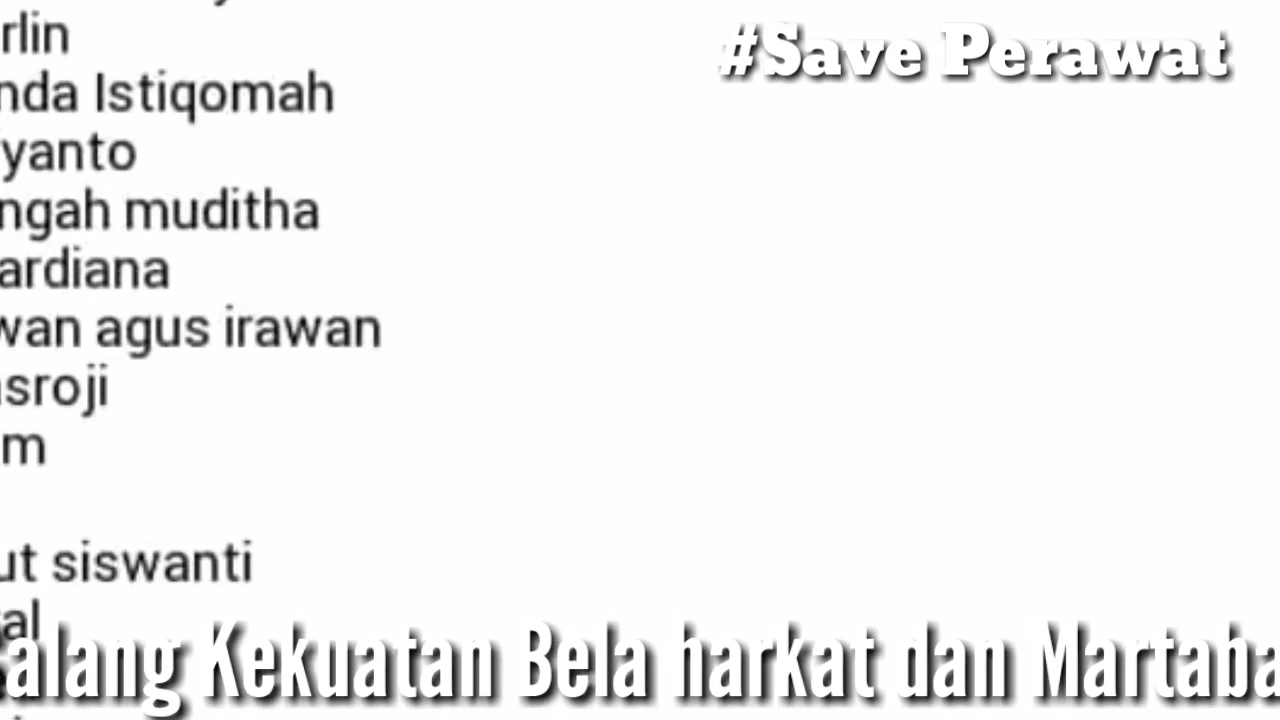 rlin
#Save Perawat
nda Istiqomah
yanto
ngah muditha
ardiana
wan agus irawan
sroji
m
ut siswanti
al
alang Kekuatan Bela harkat dan Martaba